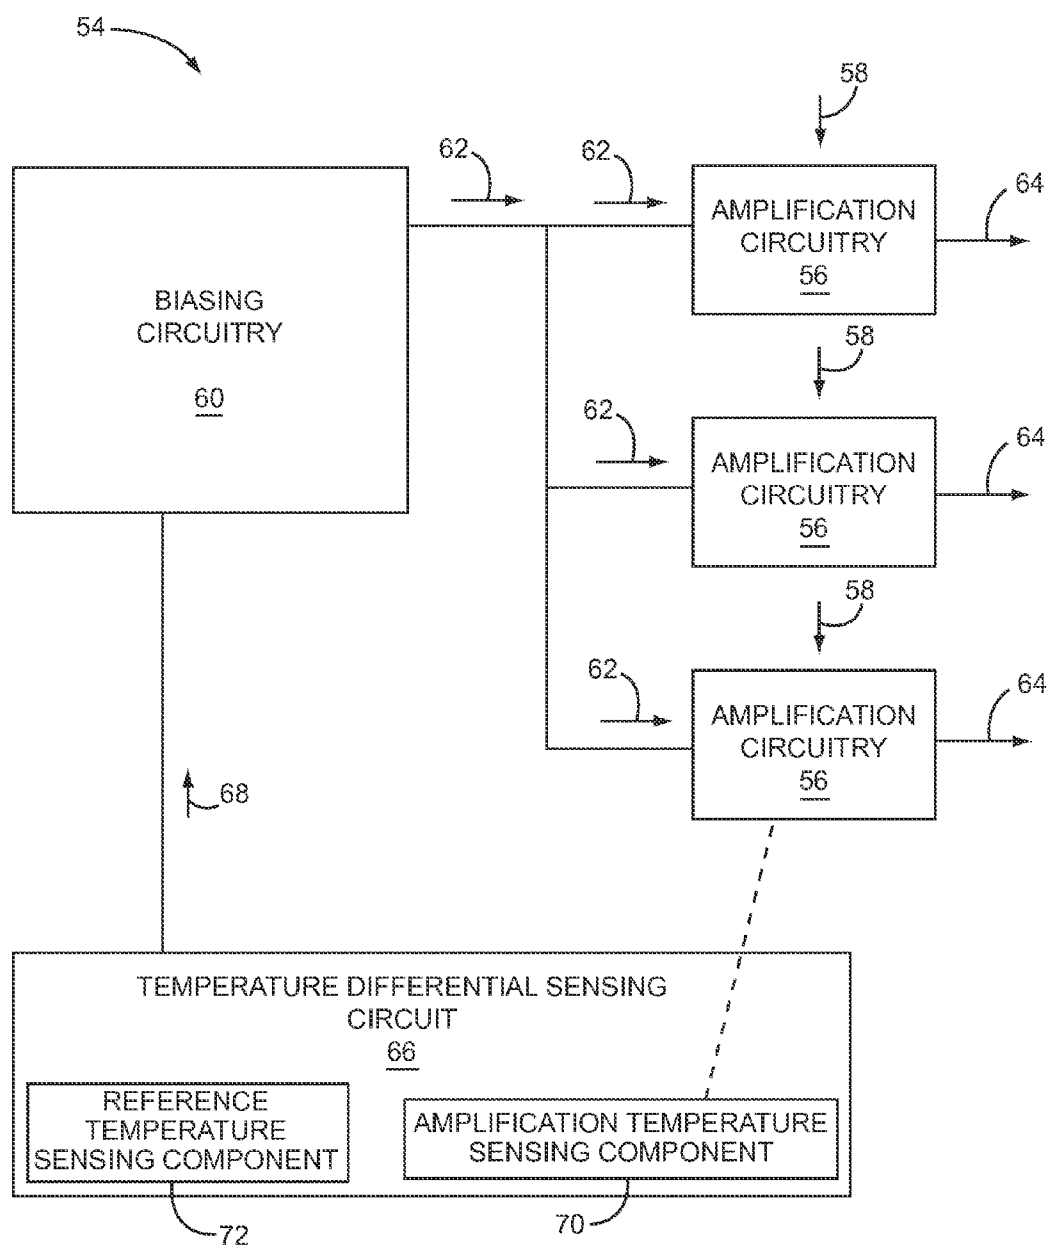 54
58
62
62
64
AMPLIFICATION
CIRCUITRY
56
BIASING
CIRCUITRY
60
58
62
64
AMPLIFICATION
CIRCUITRY
56
58
62
64
AMPLIFICATION
CIRCUITRY
56
68
TEMPERATURE DIFFERENTIAL SENSING
CIRCUIT
66
REFERENCE
TEMPERATURE
SENSING COMPONENT
AMPLIFICATION TEMPERATURE
SENSING COMPONENT
72
70